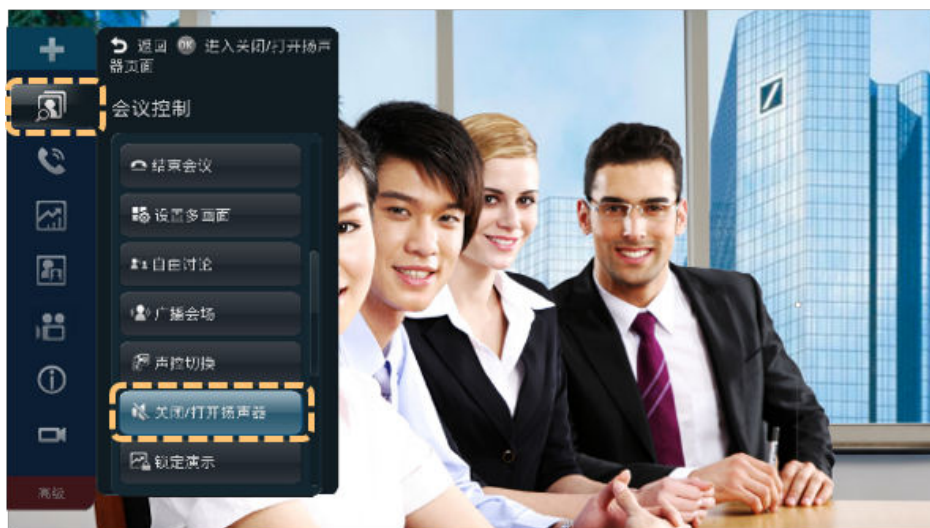 返回 OK 进入关闭/打开扬声
器页面
会议控制
结束会议
设置多画面
自由讨论
广播会场
声控切换
关闭/打开扬声器
锁定演示
高级